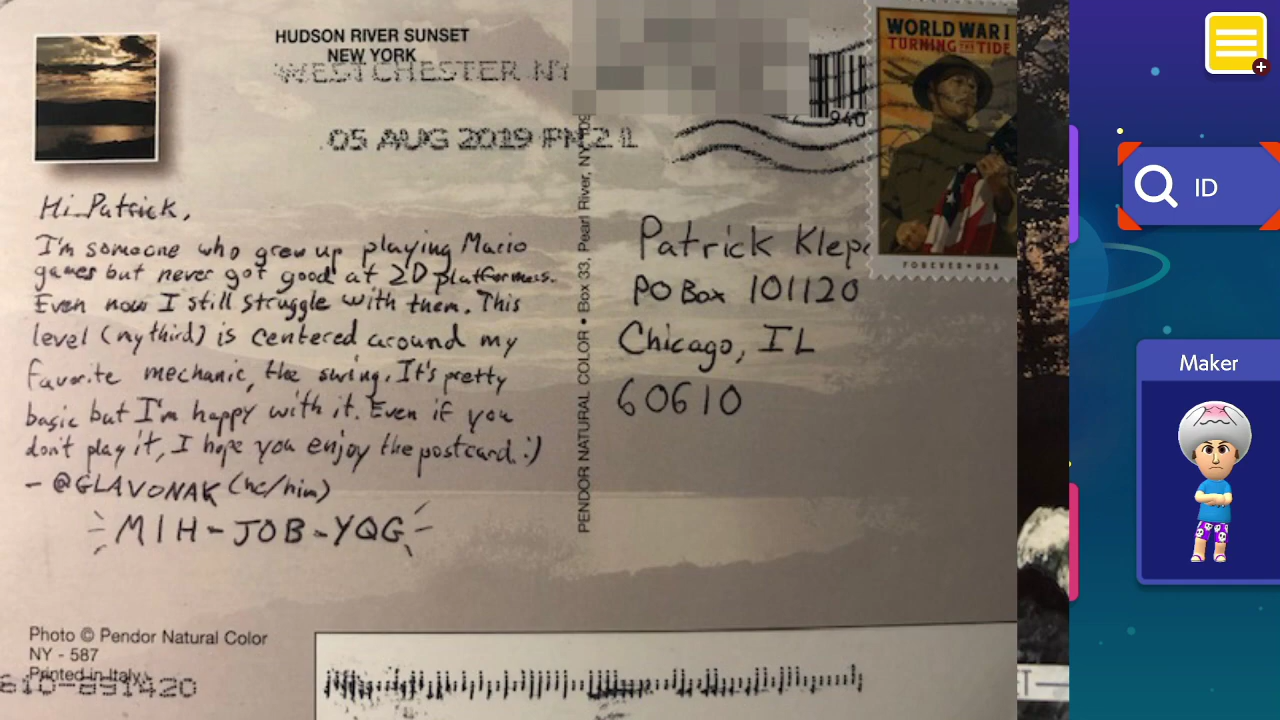 HUDSON RIVER SUNSET
NEW YORK
WESTCHESTER NY
05 AUG 2019 PM 2 L
Hi Patrick,
I'm someone who grew up playing Mario
games but never got good at 2D platformers.
Even now I still struggle with them. This
level (my third) is centered around my
favorite mechanic, the swing. It's pretty
basic but I'm happy with it. Even if you
don't play it, I hope you enjoy the postcard. :)
- @GLAVONAK (he/him)
MIH-JOB-YQG
Photo © Pendor Natural Color
NY - 587
Printed in Italy
610-891420
PENDOR NATURAL COLOR • Box 33, Pearl River, NY 109
940
WORLD WAR I
TURNING THE TIDE
FOREVER • USA
Patrick Klep
PO Box 101120
Chicago, IL
60610
ID
Maker